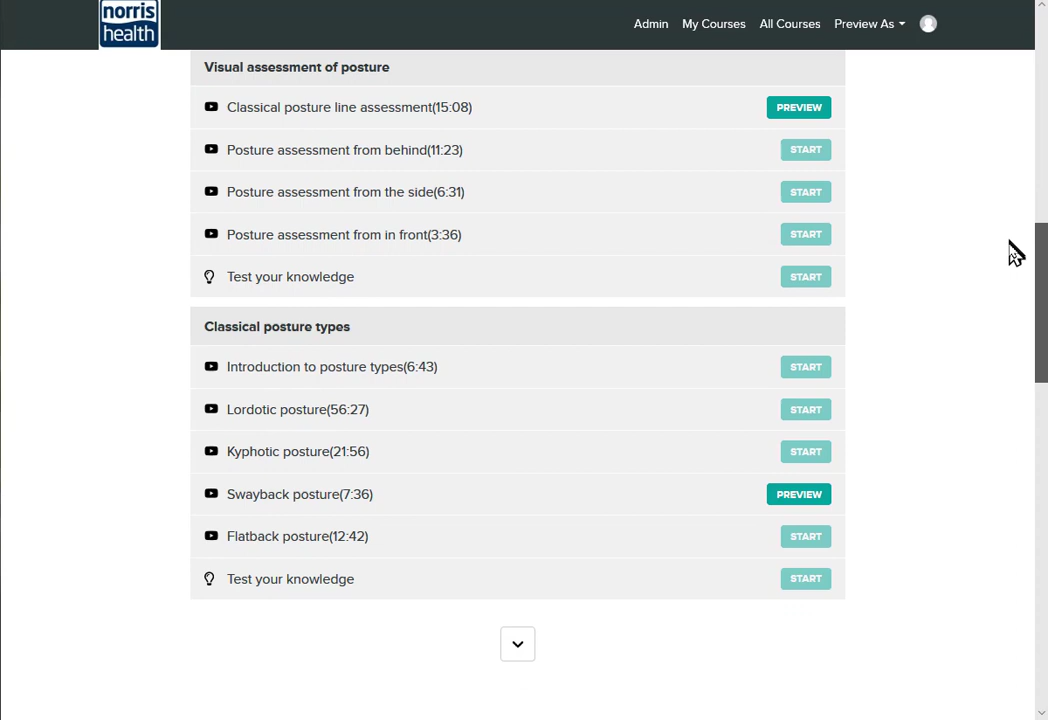 norris
health
Admin My Courses All Courses Preview As
Visual assessment of posture
Classical posture line assessment(15:08) PREVIEW
Posture assessment from behind(11:23) START
Posture assessment from the side(6:31) START
Posture assessment from in front(3:36) START
Test your knowledge START
Classical posture types
Introduction to posture types(6:43) START
Lordotic posture(56:27) START
Kyphotic posture(21:56) START
Swayback posture(7:36) PREVIEW
Flatback posture(12:42) START
Test your knowledge START